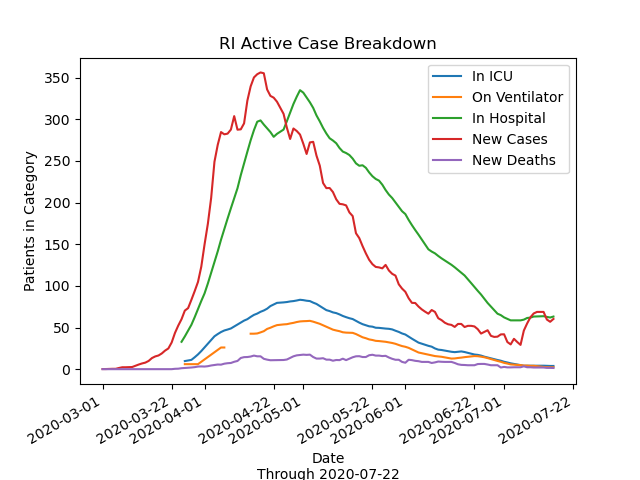 RI Active Case Breakdown
Patients in Category
350
300
250
200
150
100
50
0
In ICU
On Ventilator
In Hospital
New Cases
New Deaths
2020-03-01
2020-03-22
2020-04-01
2020-04-22
2020-05-01
2020-05-22
2020-06-01
2020-06-22
2020-07-01
2020-07-22
Date
Through 2020-07-22